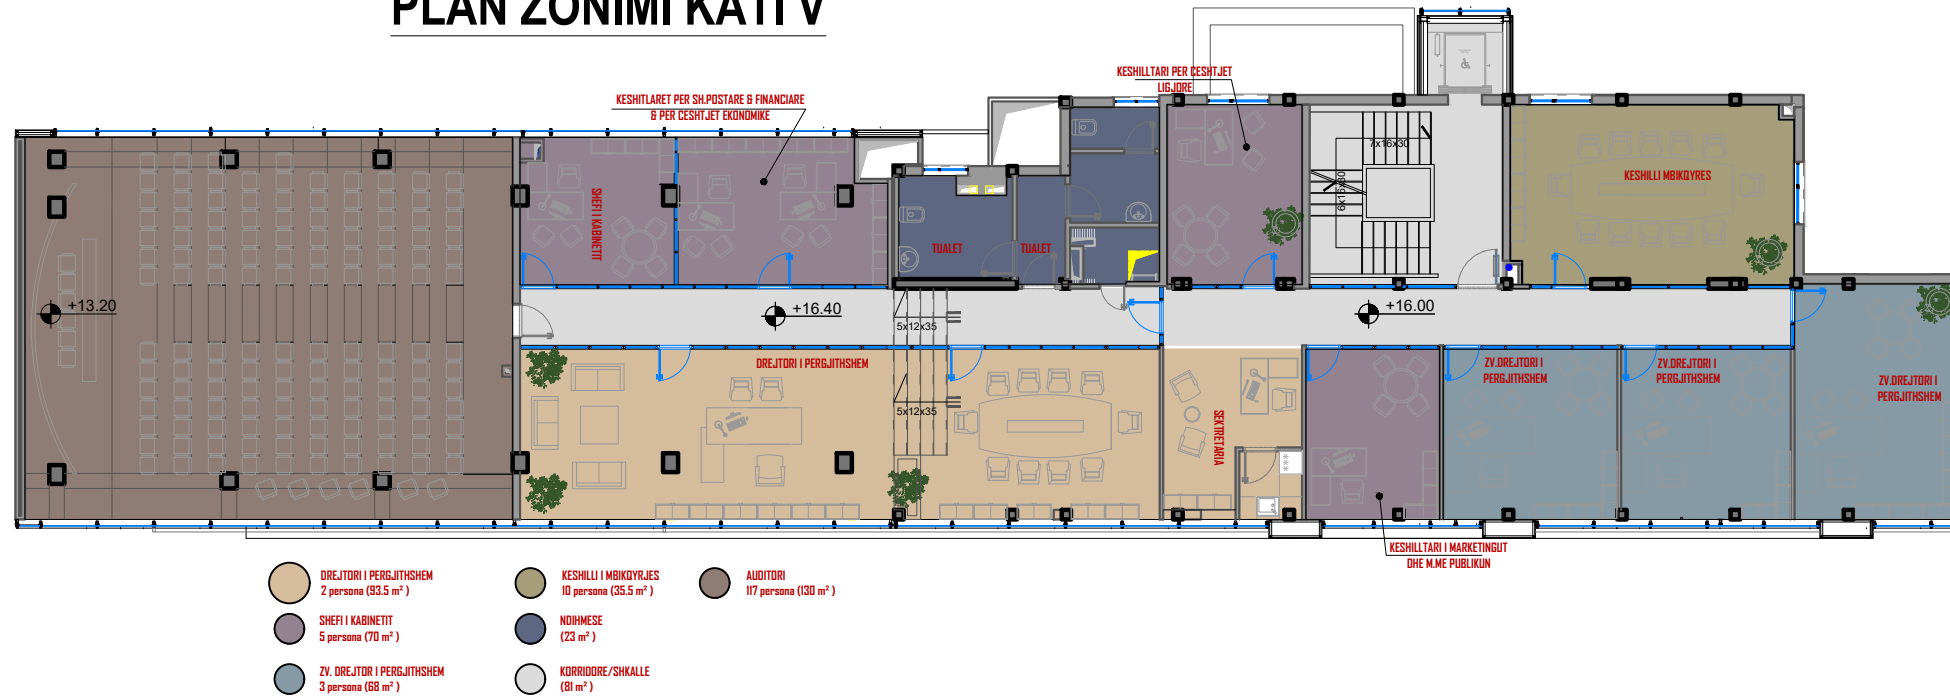 PLAN ZONIMI KATI V
KESHILLTARI PER CESHTJET
LIGJORE
KESHITLARET PER SH.POSTARE & FINANCIARE
& PER CESHTJET EKONOMIKE
7x16x30
6x16x30
KESHILLI MBIKQYRES
SHEFI I KABINETIT
TUALET
TUALET
+13.20
+16.40
+16.00
5x12x35
DREJTORI I PERGJITHSHEM
ZV.DREJTORI I
PERGJITHSHEM
ZV.DREJTORI I
PERGJITHSHEM
ZV.DREJTORI I
PERGJITHSHEM
5x12x35
SEKRETARIA
KESHILLTARI I MARKETINGUT
DHE M.ME PUBLIKUN
DREJTORI I PERGJITHSHEM
2 persona (93.5 m²)
KESHILLI I MBIKQYRJES
10 persona (35.5 m²)
AUDITORI
117 persona (130 m²)
SHEFI I KABINETIT
5 persona (70 m²)
NDIHMESE
(23 m²)
ZV. DREJTOR I PERGJITHSHEM
3 persona (68 m²)
KORRIDORE/SHKALLE
(81 m²)